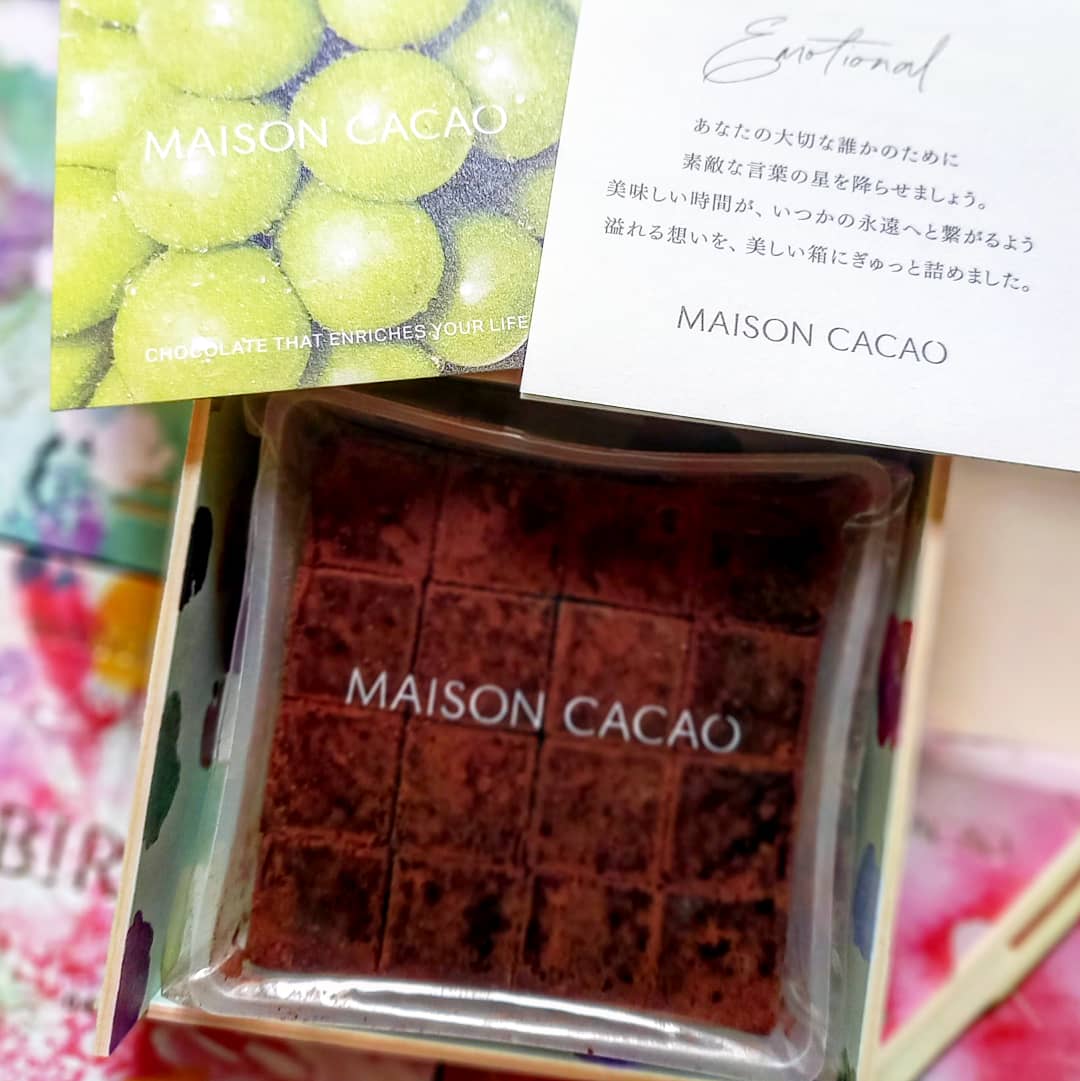 MAISON CACAO
CHOCOLATE THAT ENRICHES YOUR LIFE
Emotional
あなたの大切な誰かのために
素敵な言葉の星を降らせましょう。
美味しい時間が、いつかの永遠へと繋がるよう
溢れる想いを、美しい箱にぎゅっと詰めました。
MAISON CACAO
MAISON CACAO
BIR